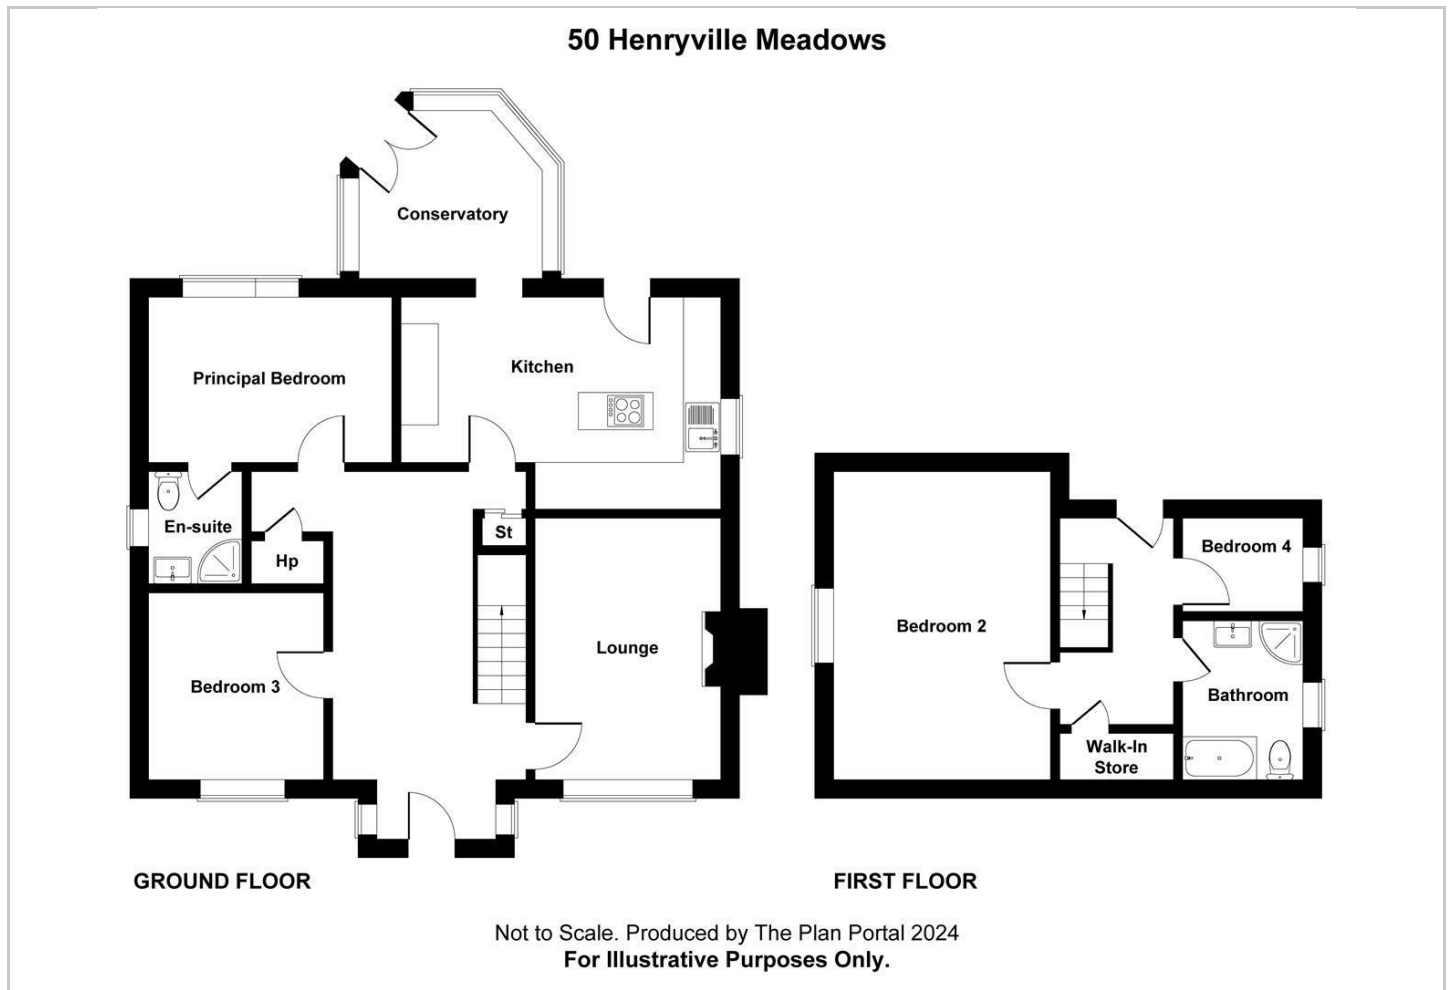 50 Henryville Meadows
Conservatory
Principal Bedroom
Kitchen
En-suite
St
Hp
Lounge
Bedroom 3
Bedroom 2
Bedroom 4
Bathroom
Walk-In
Store
GROUND FLOOR
FIRST FLOOR
Not to Scale. Produced by The Plan Portal 2024
For Illustrative Purposes Only.